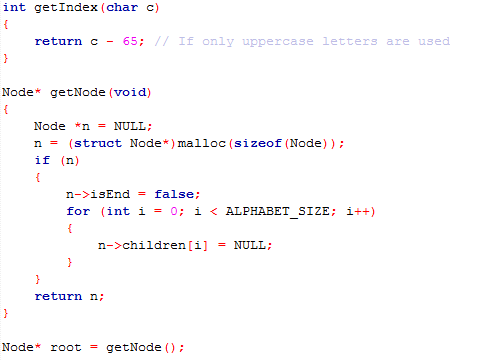 int getIndex(char c)
{
    return c - 65; // If only uppercase letters are used
}

Node* getNode(void)
{
    Node *n = NULL;
    n = (struct Node*)malloc(sizeof(Node));
    if (n)
    {
        n->isEnd = false;
        for (int i = 0; i < ALPHABET_SIZE; i++)
        {
            n->children[i] = NULL;
        }
    }
    return n;
}

Node* root = getNode();